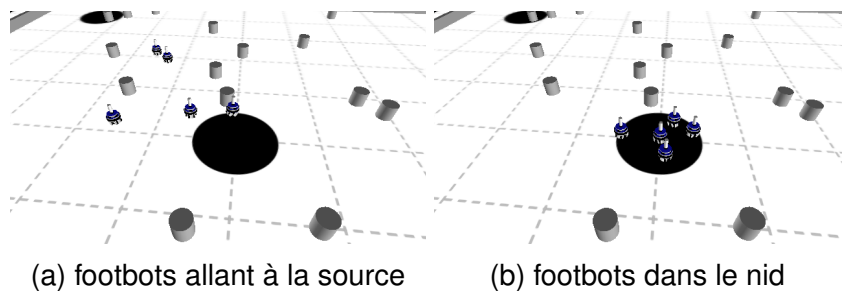 (a) footbots allant à la source
(b) footbots dans le nid